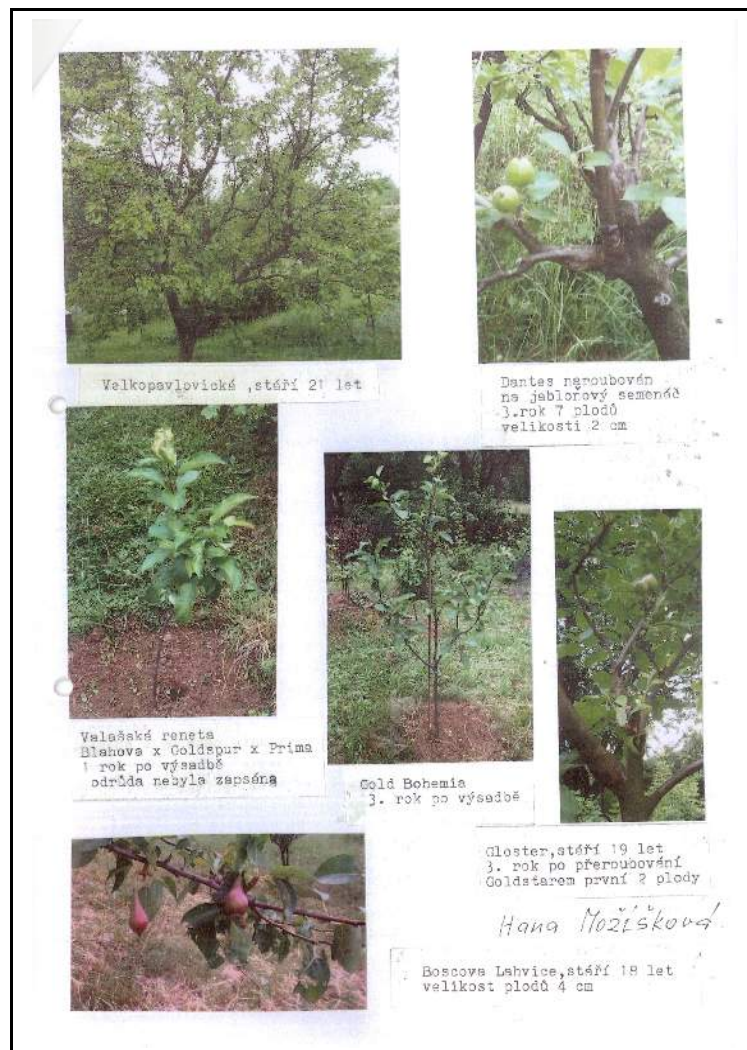 Velkopavlovická ,stáří 21 let
Dantes naroubován
na jabloňový semenáč
3.rok 7 plodů
velikosti 2 cm
Valašská reneta
Blahova x Goldspur x Prima
1 rok po výsadbě
odrůda nebyla zapsána
Gold Bohemia
3. rok po výsadbě
Gloster,stáří 19 let
3. rok po přeroubování
Goldstarem první 2 plody
Hana Možíšková
Boscova Lahvice,stáří 18 let
velikost plodů 4 cm